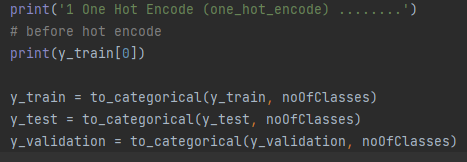 print('1 One Hot Encode (one_hot_encode) ........')
# before hot encode
print(y_train[0])
y_train = to_categorical(y_train, noOfClasses)
y_test = to_categorical(y_test, noOfClasses)
y_validation = to_categorical(y_validation, noOfClasses)